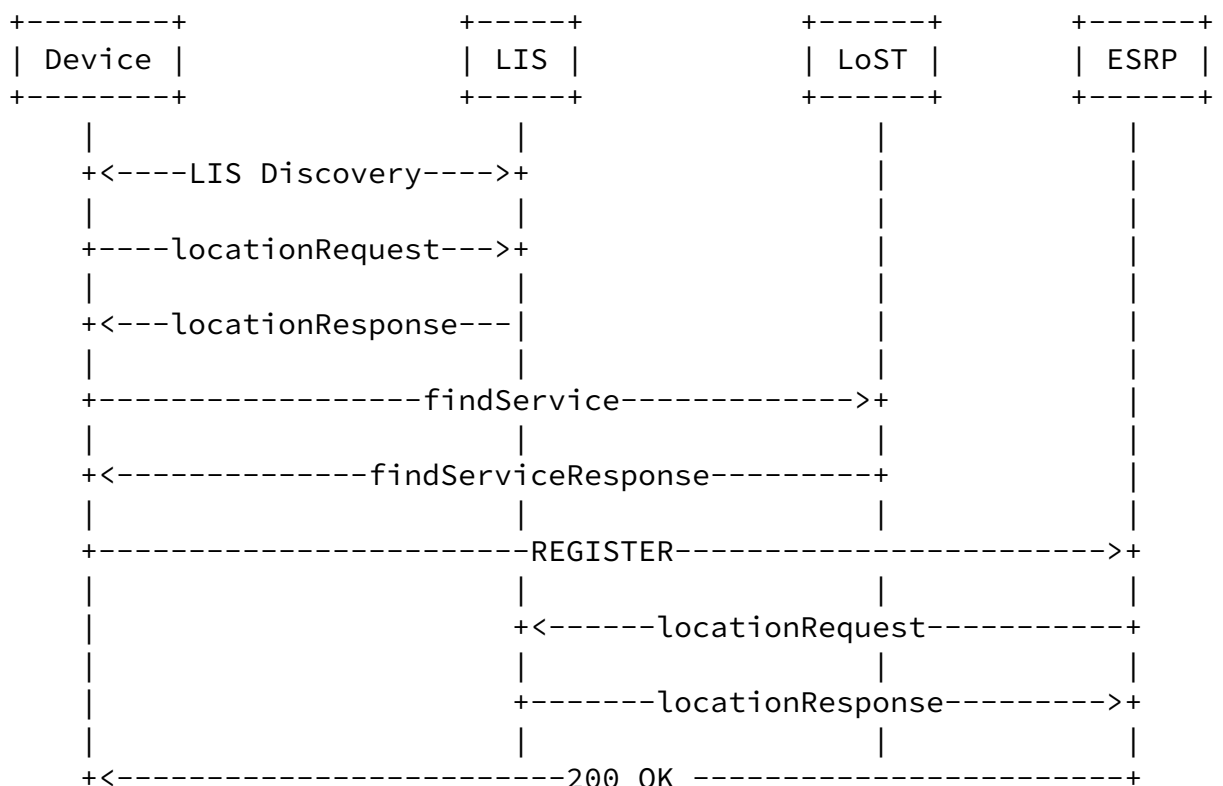 Device LIS LoST ESRP
LIS Discovery
locationRequest
locationResponse
findService
findServiceResponse
REGISTER
locationRequest
locationResponse
200 OK